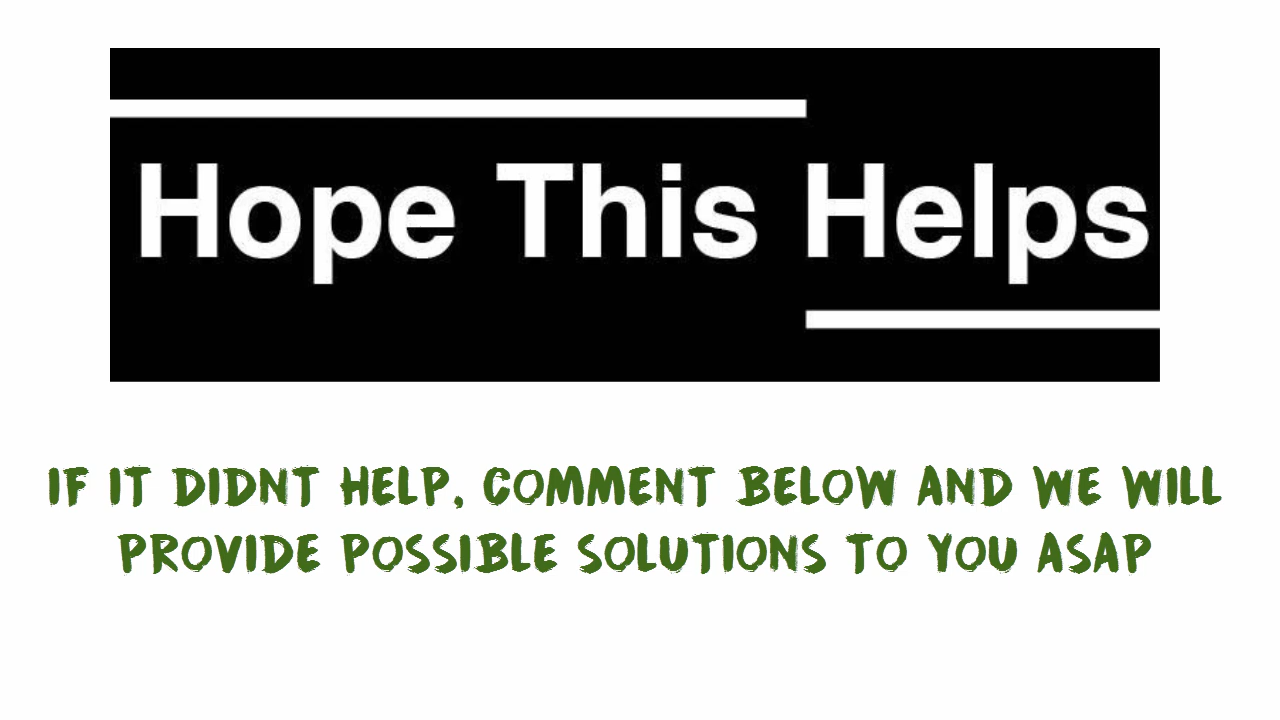 Hope This Helps
IF IT DIDNT HELP, COMMENT BELOW AND WE WILL
PROVIDE POSSIBLE SOLUTIONS TO YOU ASAP